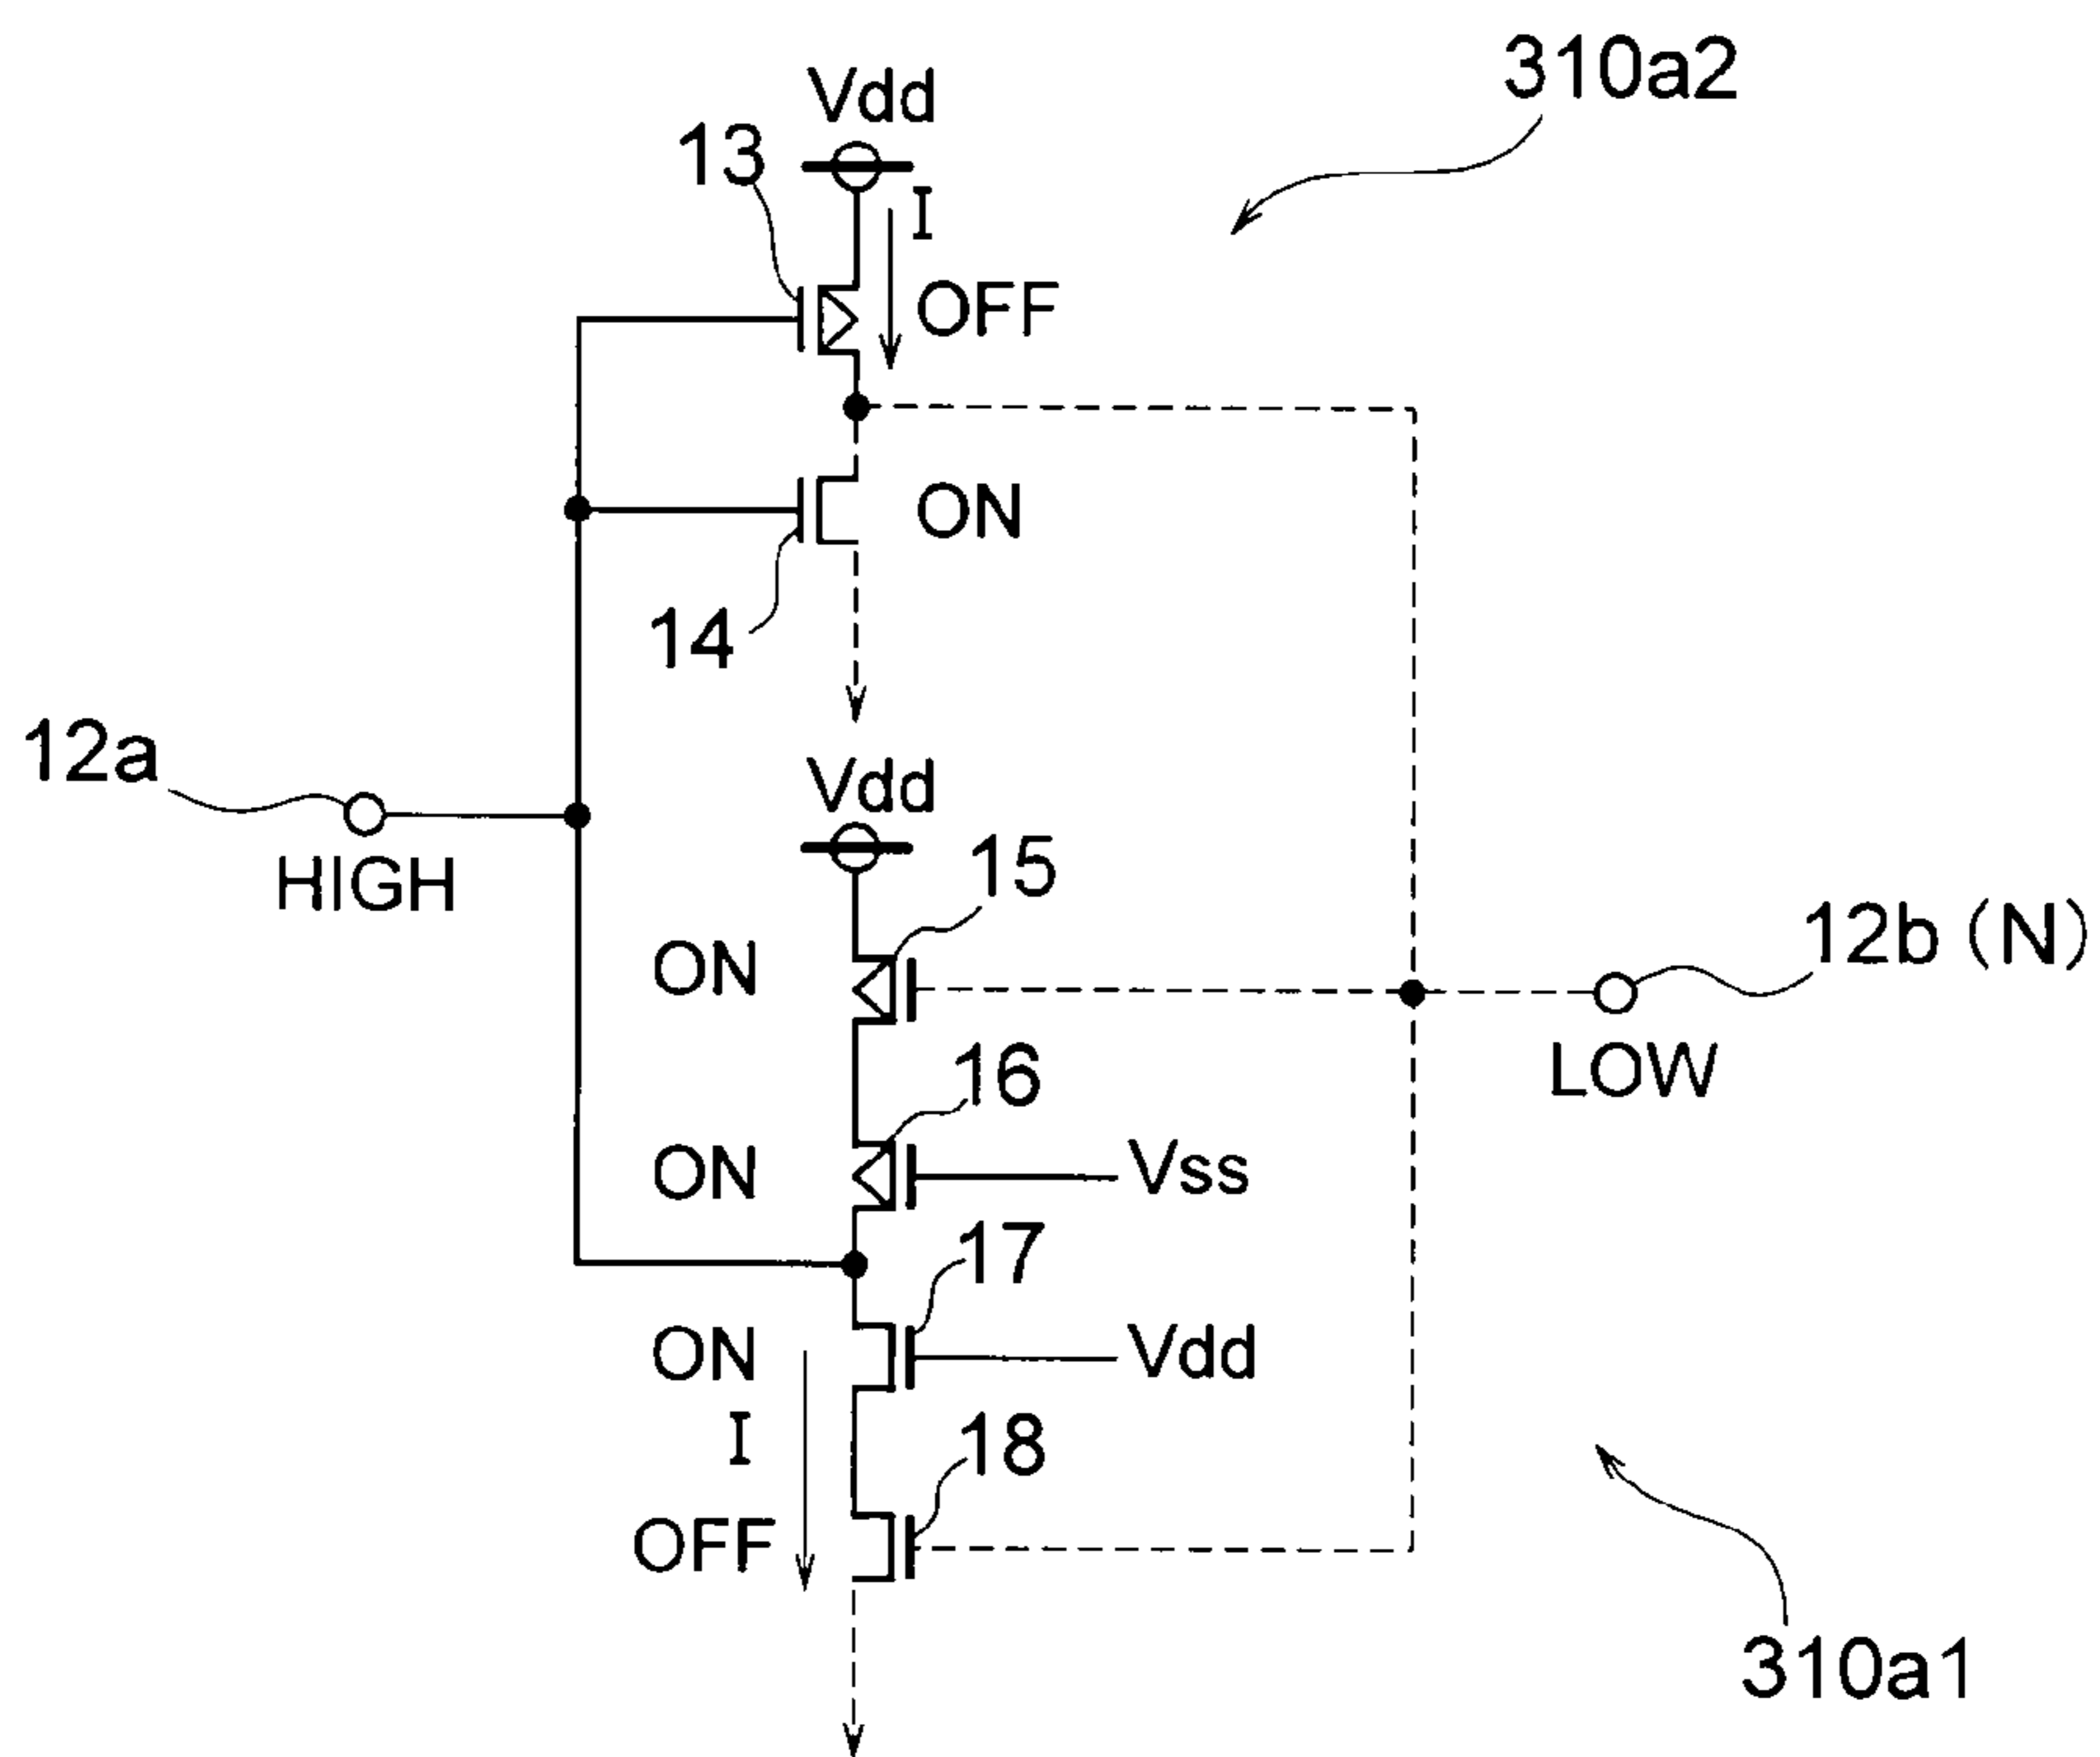 310a2
Vdd
13
I
OFF
ON
14
12a
HIGH
Vdd
15
ON
12b (N)
LOW
16
ON
Vss
17
ON
Vdd
I
18
OFF
310a1